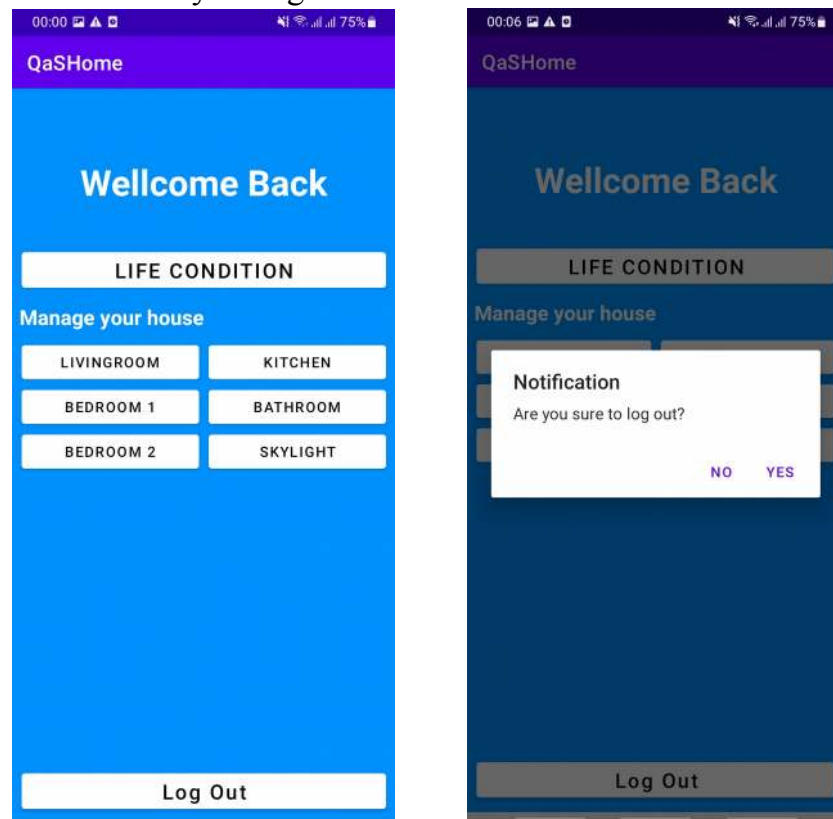 00:00 75%
QaSHome
Wellcome Back
LIFE CONDITION
Manage your house
LIVINGROOM KITCHEN
BEDROOM 1 BATHROOM
BEDROOM 2 SKYLIGHT
Log Out
00:06 75%
QaSHome
Wellcome Back
LIFE CONDITION
Manage your house
Notification
Are you sure to log out?
NO YES
Log Out